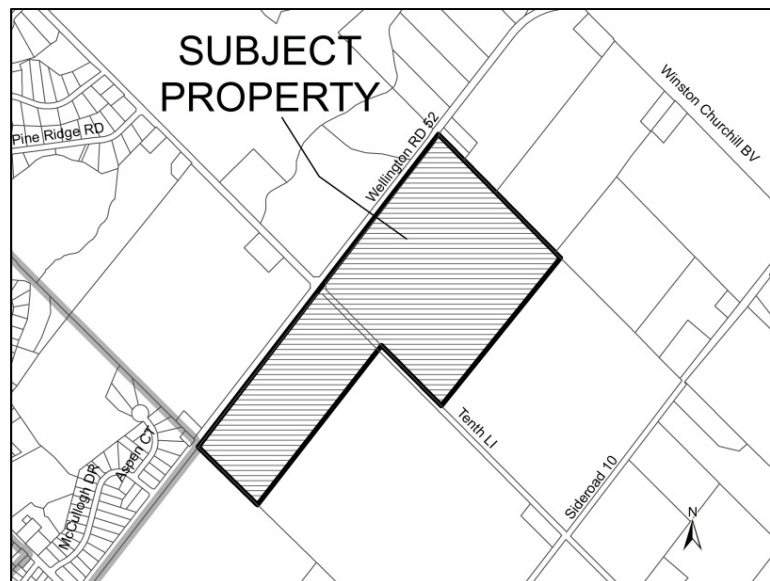 SUBJECT
PROPERTY
Winston Churchill BV
Wellington RD 52
Pine Ridge RD
Tenth LI
Aspen CT
McCullogh DR
Sideroad 10
N